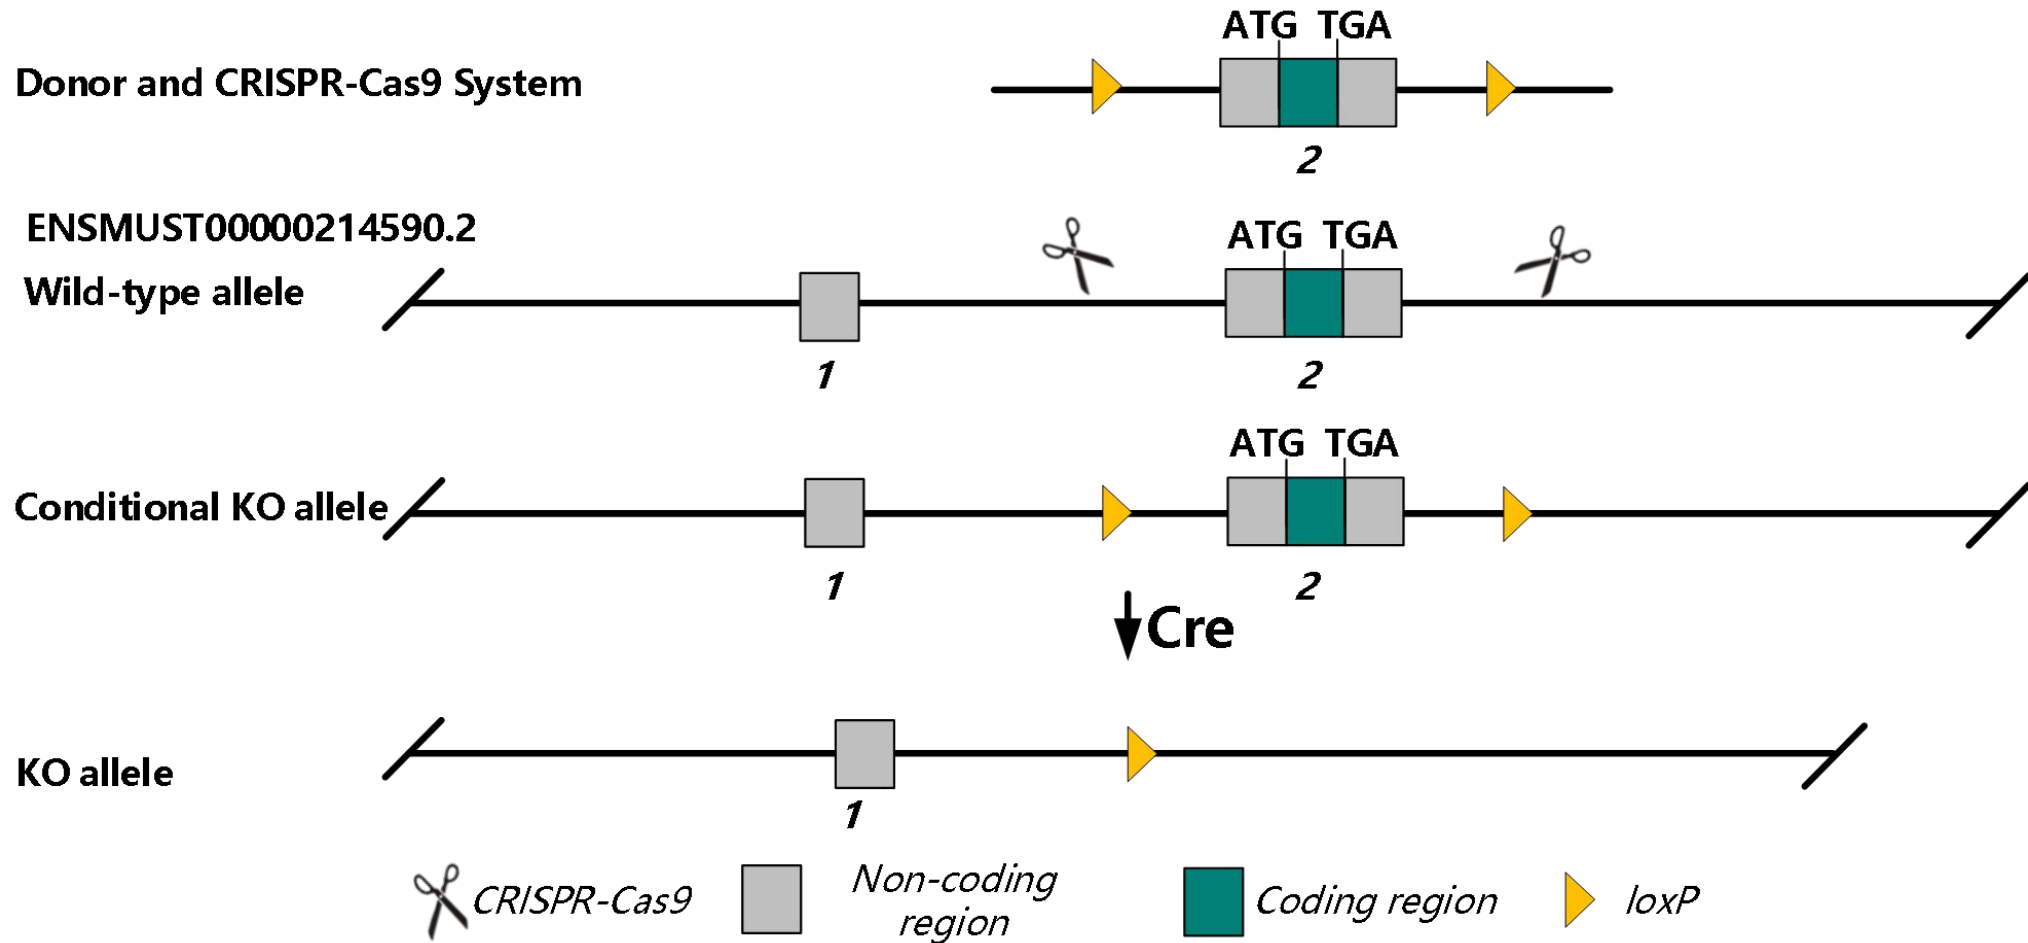 ATG TGA
Donor and CRISPR-Cas9 System
2
ENSMUST00000214590.2
ATG TGA
Wild-type allele
1 2
ATG TGA
Conditional KO allele
1 2
Cre
KO allele
1
CRISPR-Cas9 Non-coding region Coding region loxP